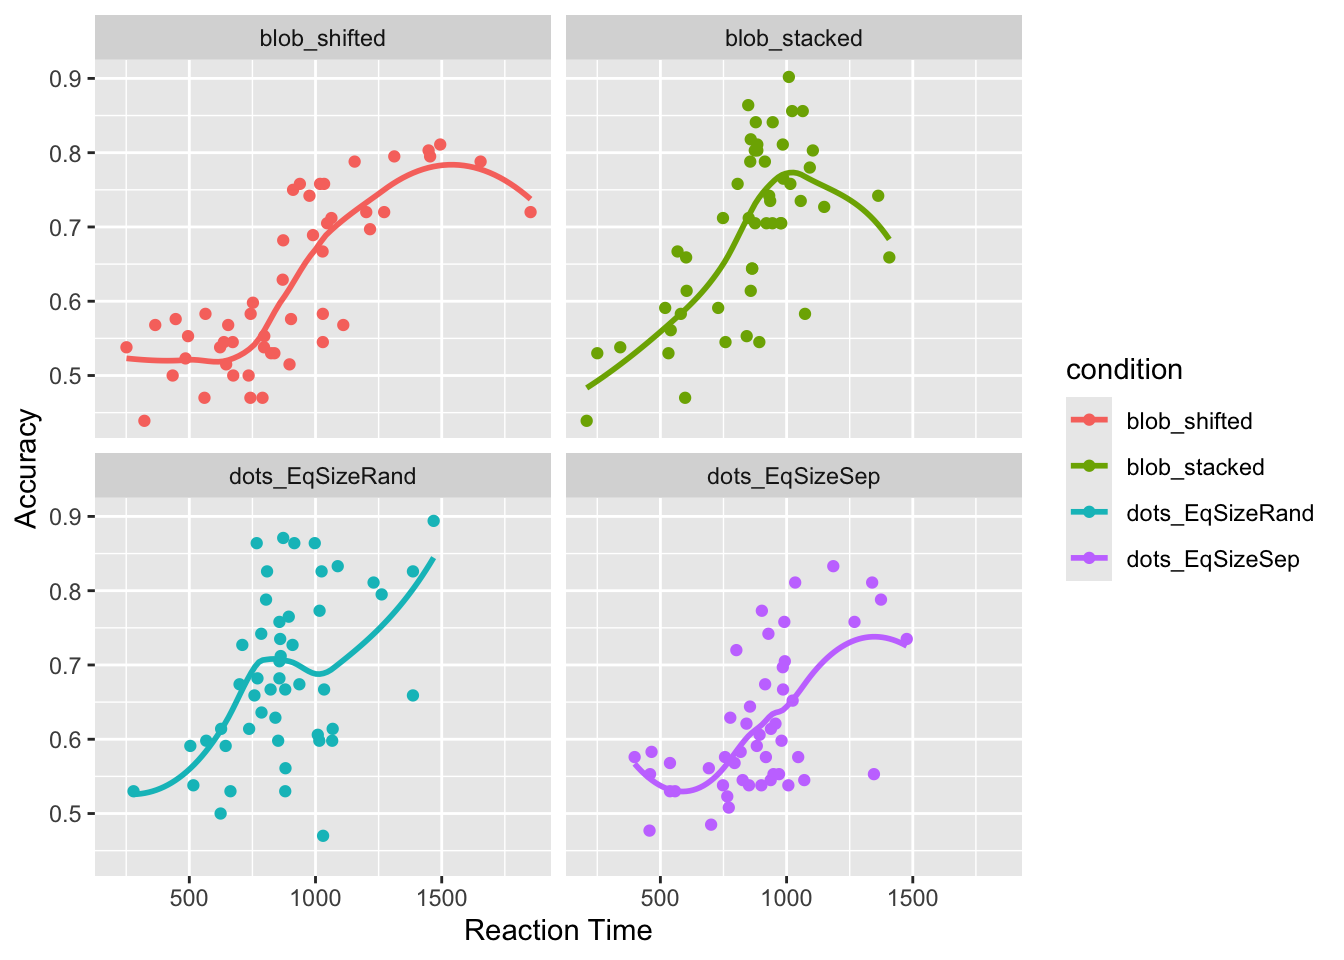 blob_shifted
blob_stacked
0.9
0.8
0.7
0.6
0.5
dots_EqSizeRand
dots_EqSizeSep
0.9
0.8
0.7
0.6
0.5
500
1000
1500
500
1000
1500
Reaction Time
Accuracy
condition
blob_shifted
blob_stacked
dots_EqSizeRand
dots_EqSizeSep